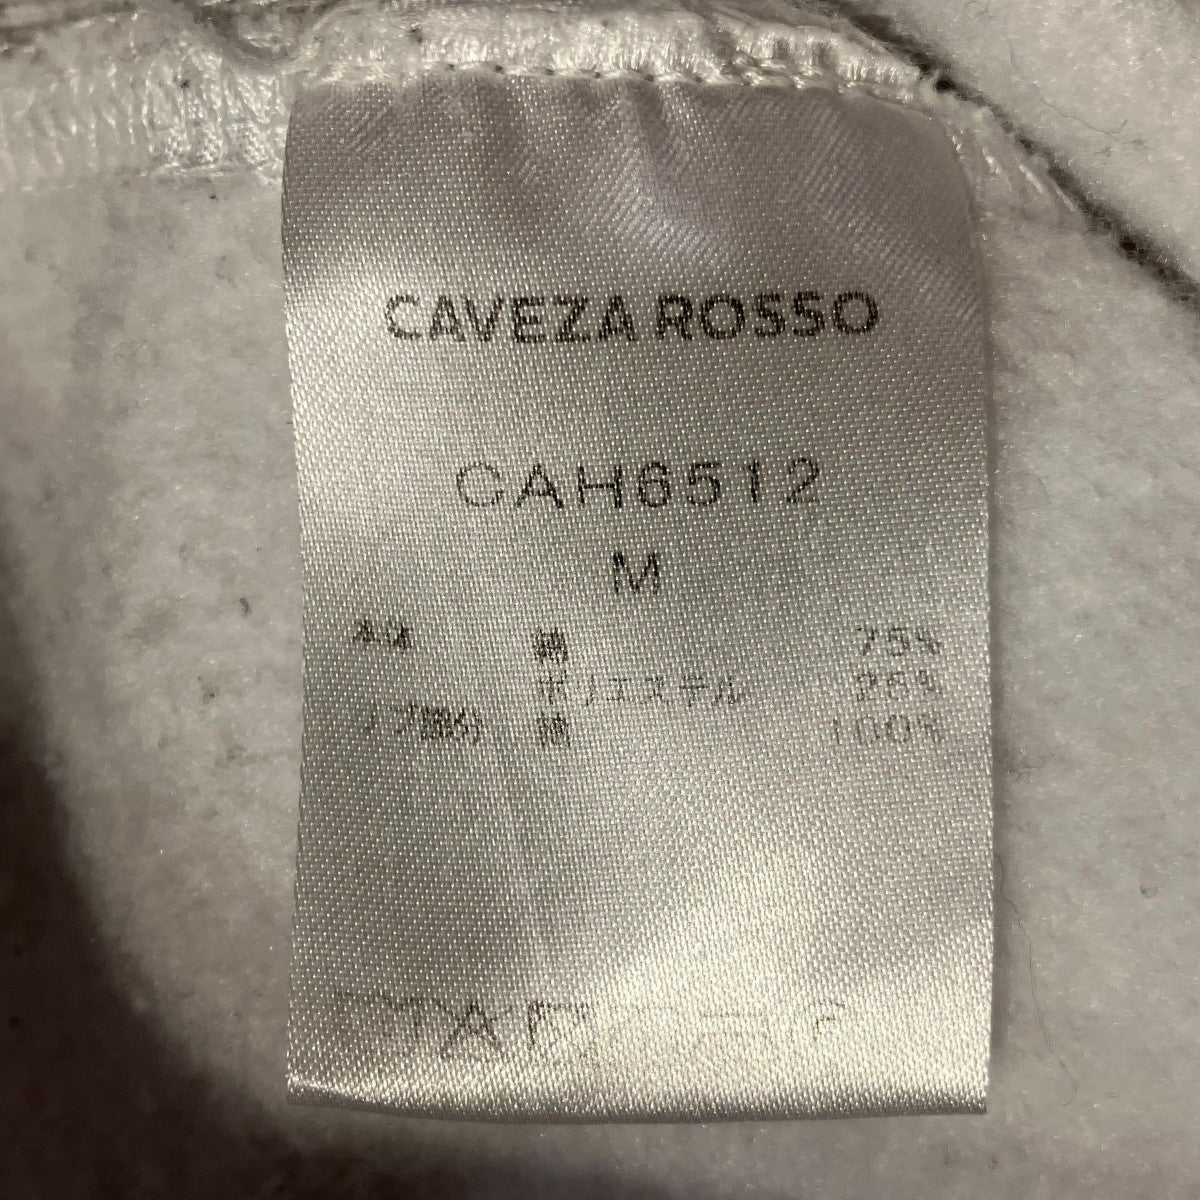 CAVEZA ROSSO
CAH6512
M
本体 綿 75%
ポリエステル 25%
リブ部分 綿 100%